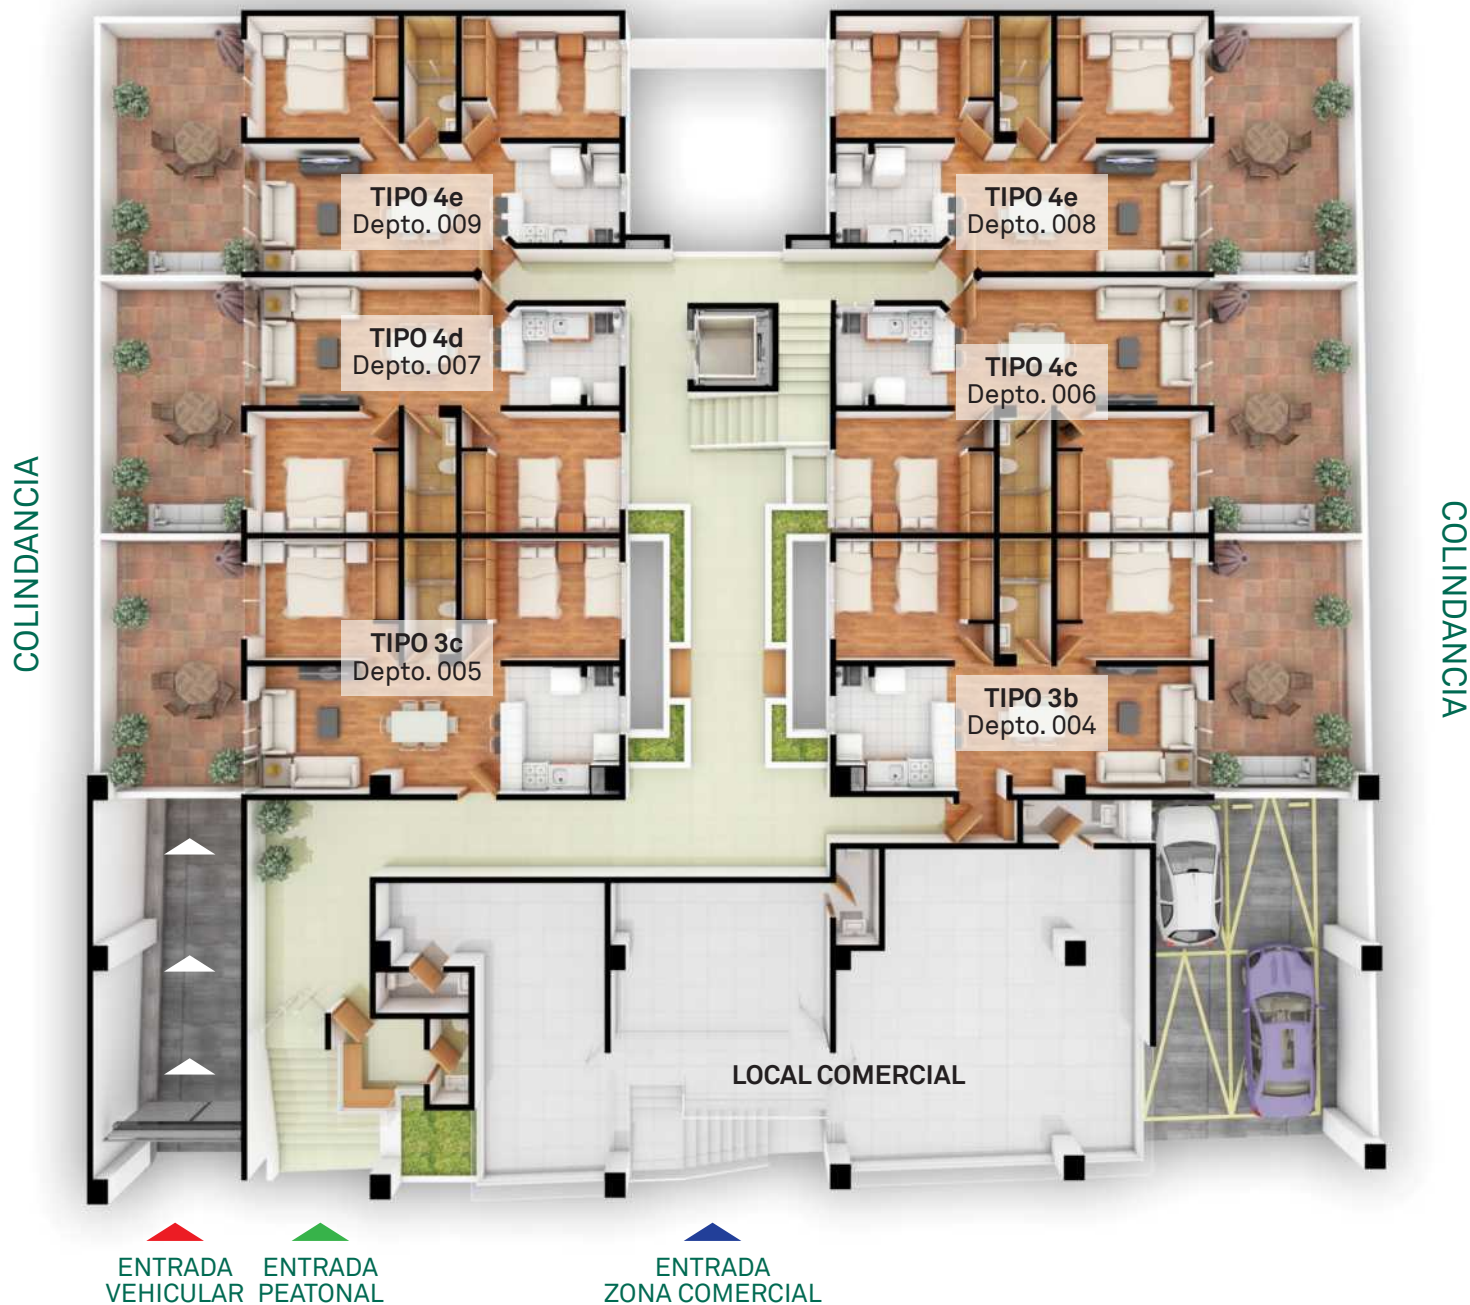 TIPO 4e
Depto. 009
TIPO 4e
Depto. 008
TIPO 4d
Depto. 007
TIPO 4c
Depto. 006
COLINDANCIA
COLINDANCIA
TIPO 3c
Depto. 005
TIPO 3b
Depto. 004
LOCAL COMERCIAL
ENTRADA
VEHICULAR
ENTRADA
PEATONAL
ENTRADA
ZONA COMERCIAL